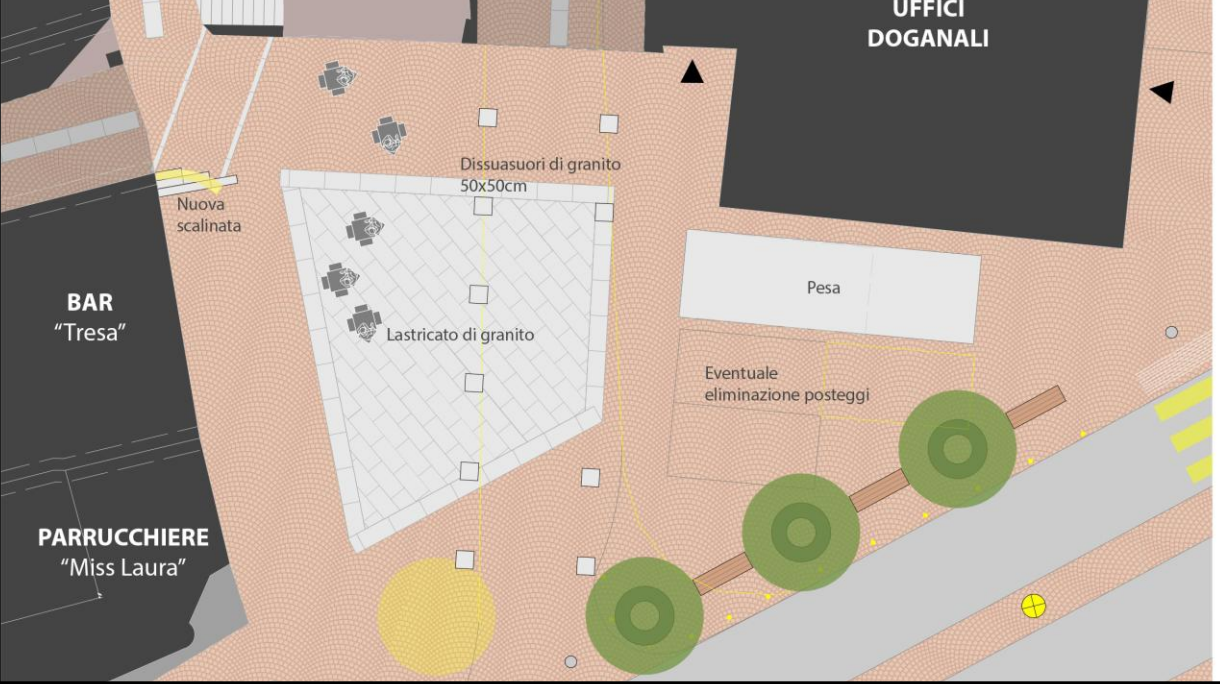 UFFICI
DOGANALI
Dissuasuori di granito
50x50cm
Nuova
scalinata
Pesa
BAR
“Tresa”
Lastricato di granito
Eventuale
eliminazione posteggi
PARRUCCHIERE
“Miss Laura”